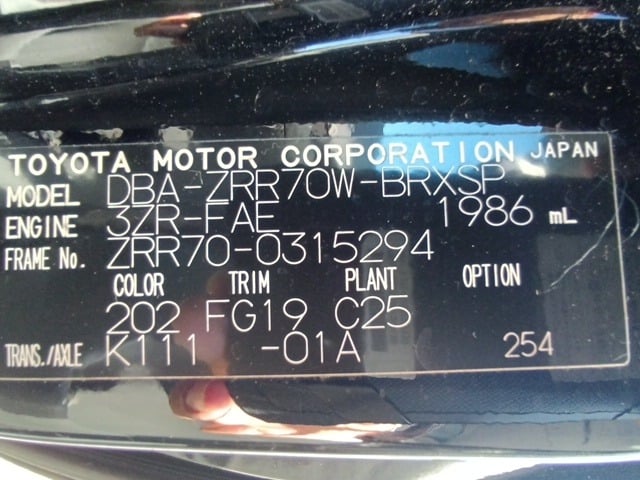 TOYOTA MOTOR CORPORATION JAPAN
MODEL DBA-ZRR70W-BRXSP
ENGINE 3ZR-FAE 1986 mL
FRAME No. ZRR70-0315294
COLOR TRIM PLANT OPTION
202 FG19 C25
TRANS./AXLE K111 -01A 254